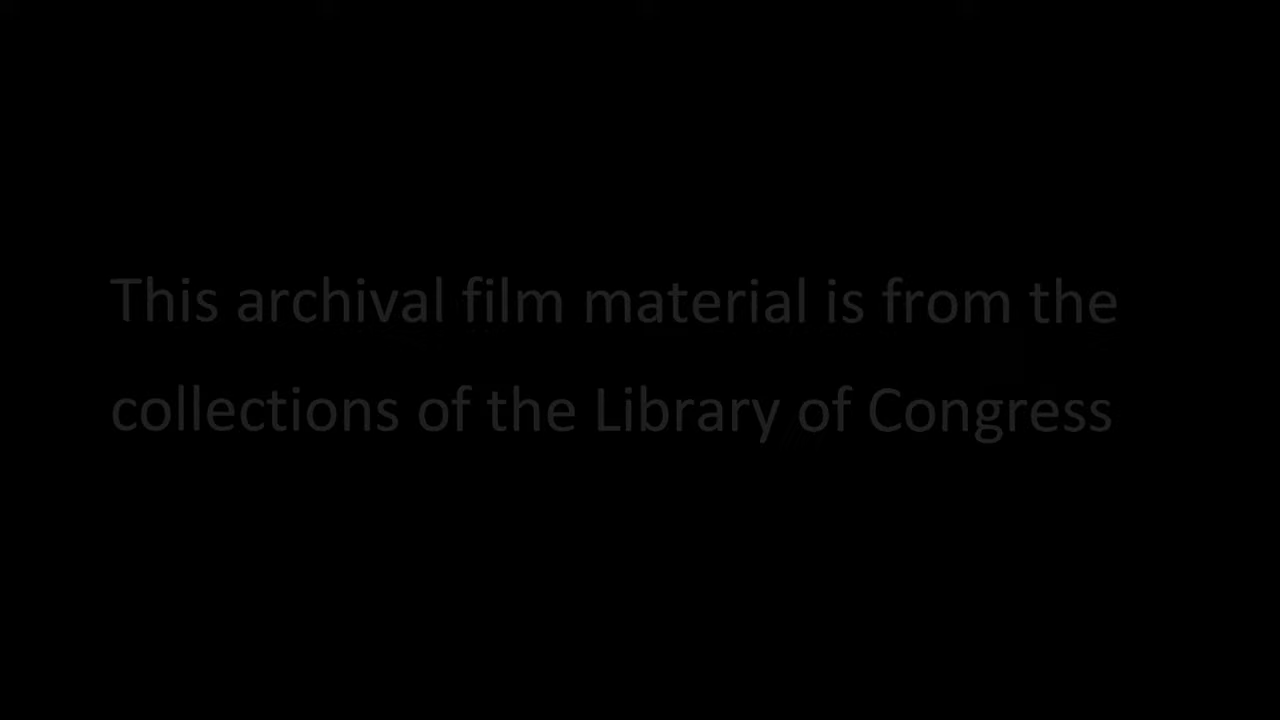 This archival film material is from the
collections of the Library of Congress